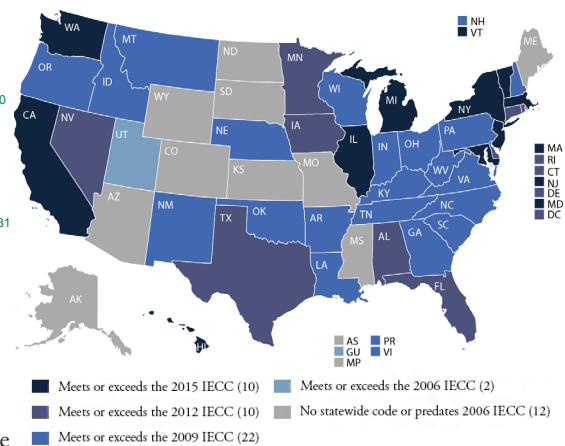 NH
VT
WA
MT
ND
MN
ME
OR
ID
SD
WI
MI
NY
WY
CA
NV
UT
NE
IA
IL
IN
OH
PA
CO
KS
MO
KY
WV
VA
AZ
NM
OK
AR
TN
NC
SC
TX
LA
MS
AL
GA
FL
AK
HI
MA
RI
CT
NJ
DE
MD
DC
0
31
AS PR
GU VI
MP
Meets or exceeds the 2015 IECC (10) Meets or exceeds the 2006 IECC (2)
Meets or exceeds the 2012 IECC (10) No statewide code or predates 2006 IECC (12)
Meets or exceeds the 2009 IECC (22)
e